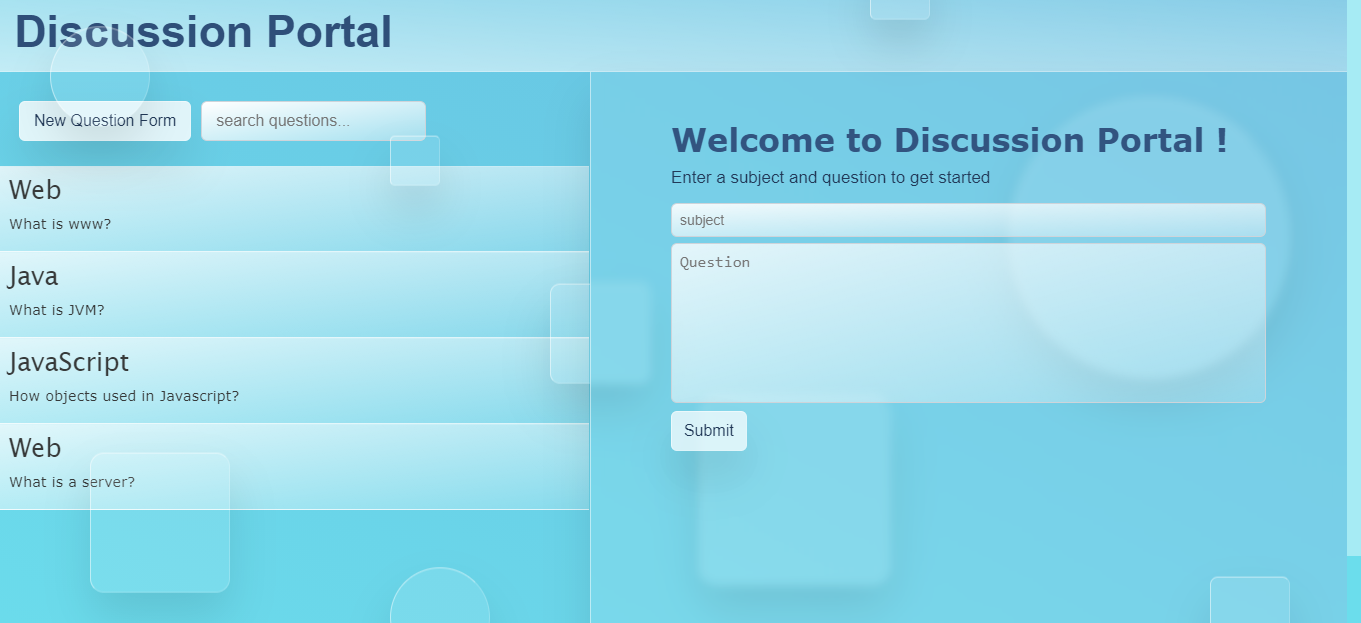 Discussion Portal
New Question Form
search questions...
Web
What is www?
Java
What is JVM?
JavaScript
How objects used in Javascript?
Web
What is a server?
Welcome to Discussion Portal !
Enter a subject and question to get started
subject
Question
Submit